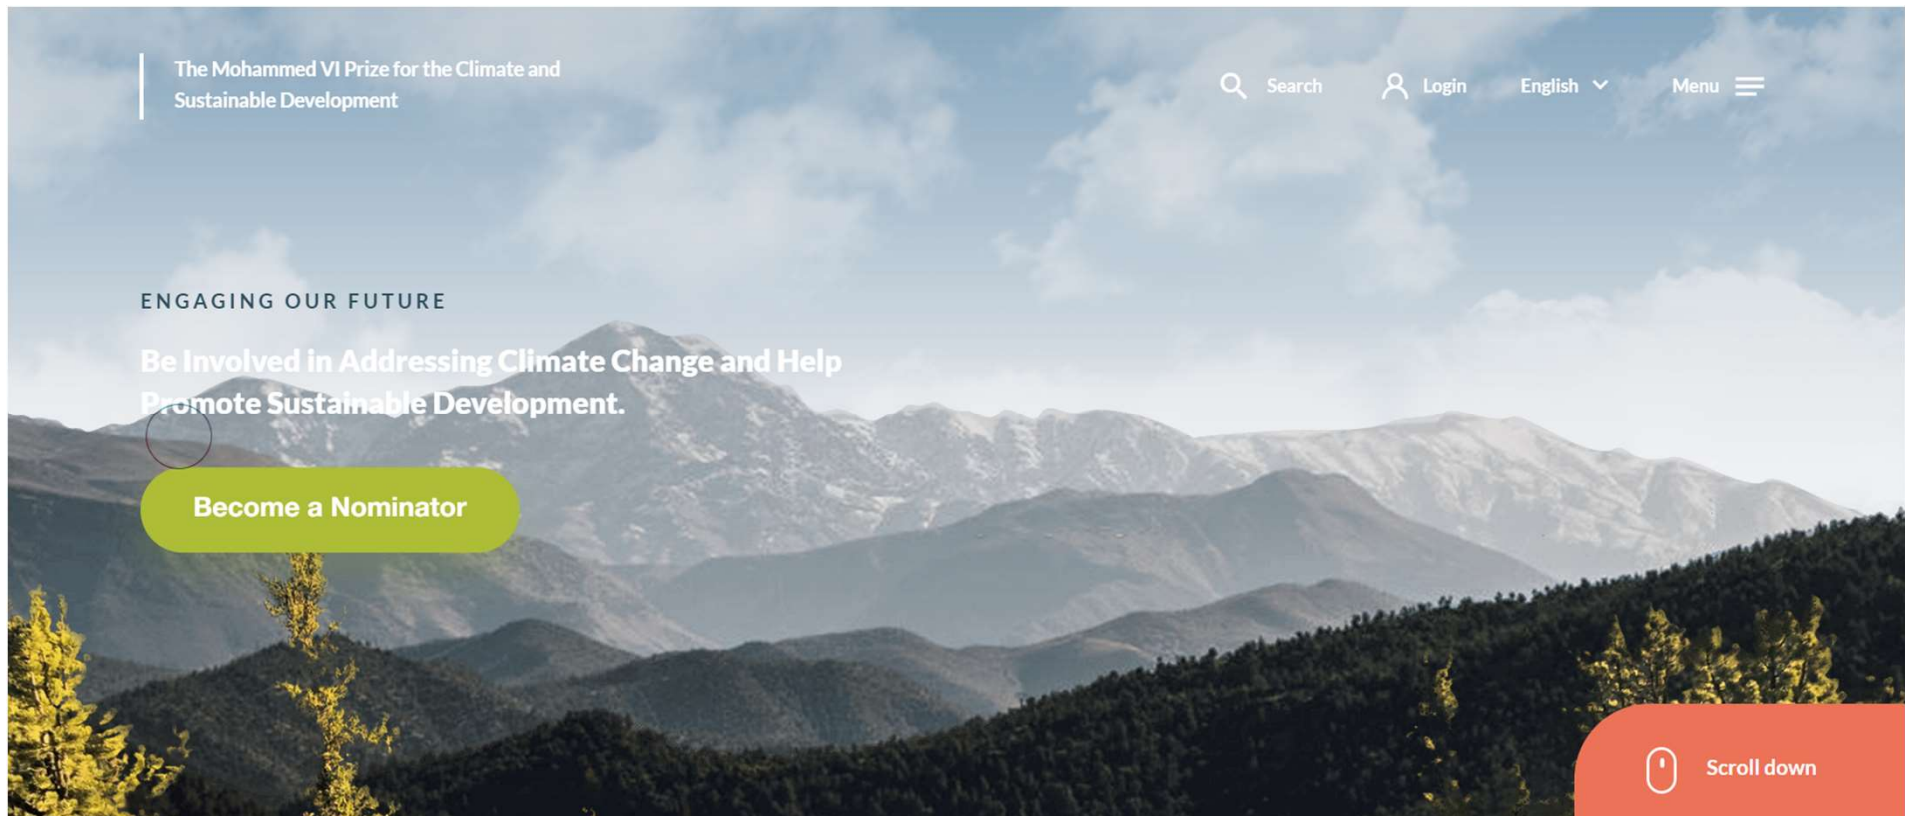 The Mohammed VI Prize for the Climate and
Sustainable Development
Search
Login
English
Menu
ENGAGING OUR FUTURE
Be Involved in Addressing Climate Change and Help
Promote Sustainable Development.
Become a Nominator
Scroll down